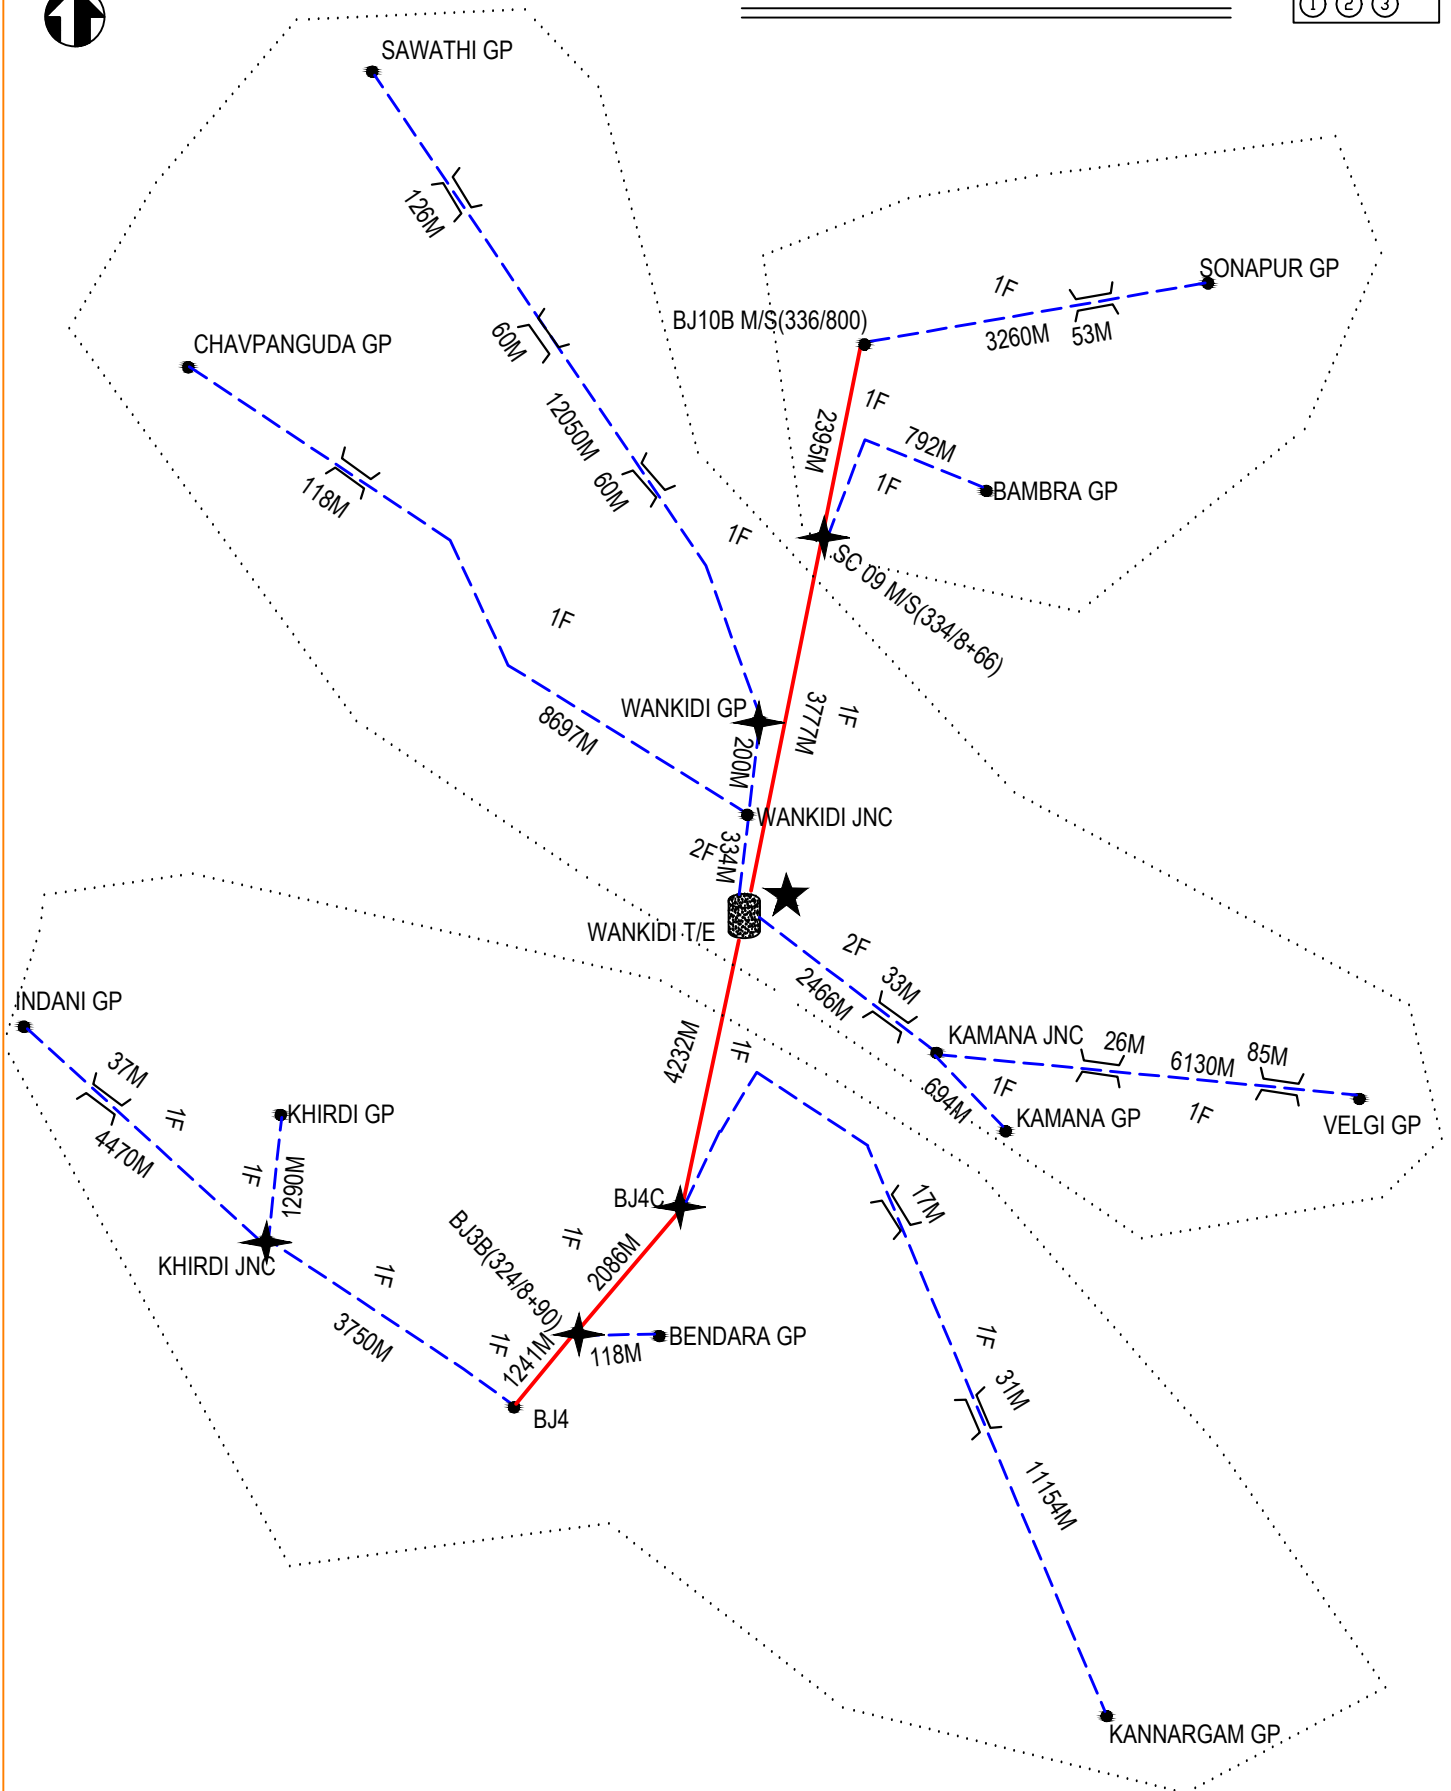 1 2 3
SAWATHI GP
126M
60M
12050M
60M
1F
SONAPUR GP
1F
3260M
53M
BJ10B M/S(336/800)
CHAVPANGUDA GP
118M
1F
8697M
1F
2395M
792M
1F
BAMBRA GP
SC 09 M/S(334/8+66)
WANKIDI GP
3777M
1F
200M
WANKIDI JNC
2F
334M
WANKIDI T/E
2F
2466M
33M
KAMANA JNC
26M
6130M
85M
1F
694M
1F
KAMANA GP
VELGI GP
INDANI GP
37M
1F
4470M
KHIRDI GP
1F
1290M
KHIRDI JNC
1F
3750M
4232M
1F
BJ4C
BJ3B(324/8+90)
1F
2086M
1F
1241M
118M
BENDARA GP
BJ4
17M
1F
31M
11154M
KANNARGAM GP